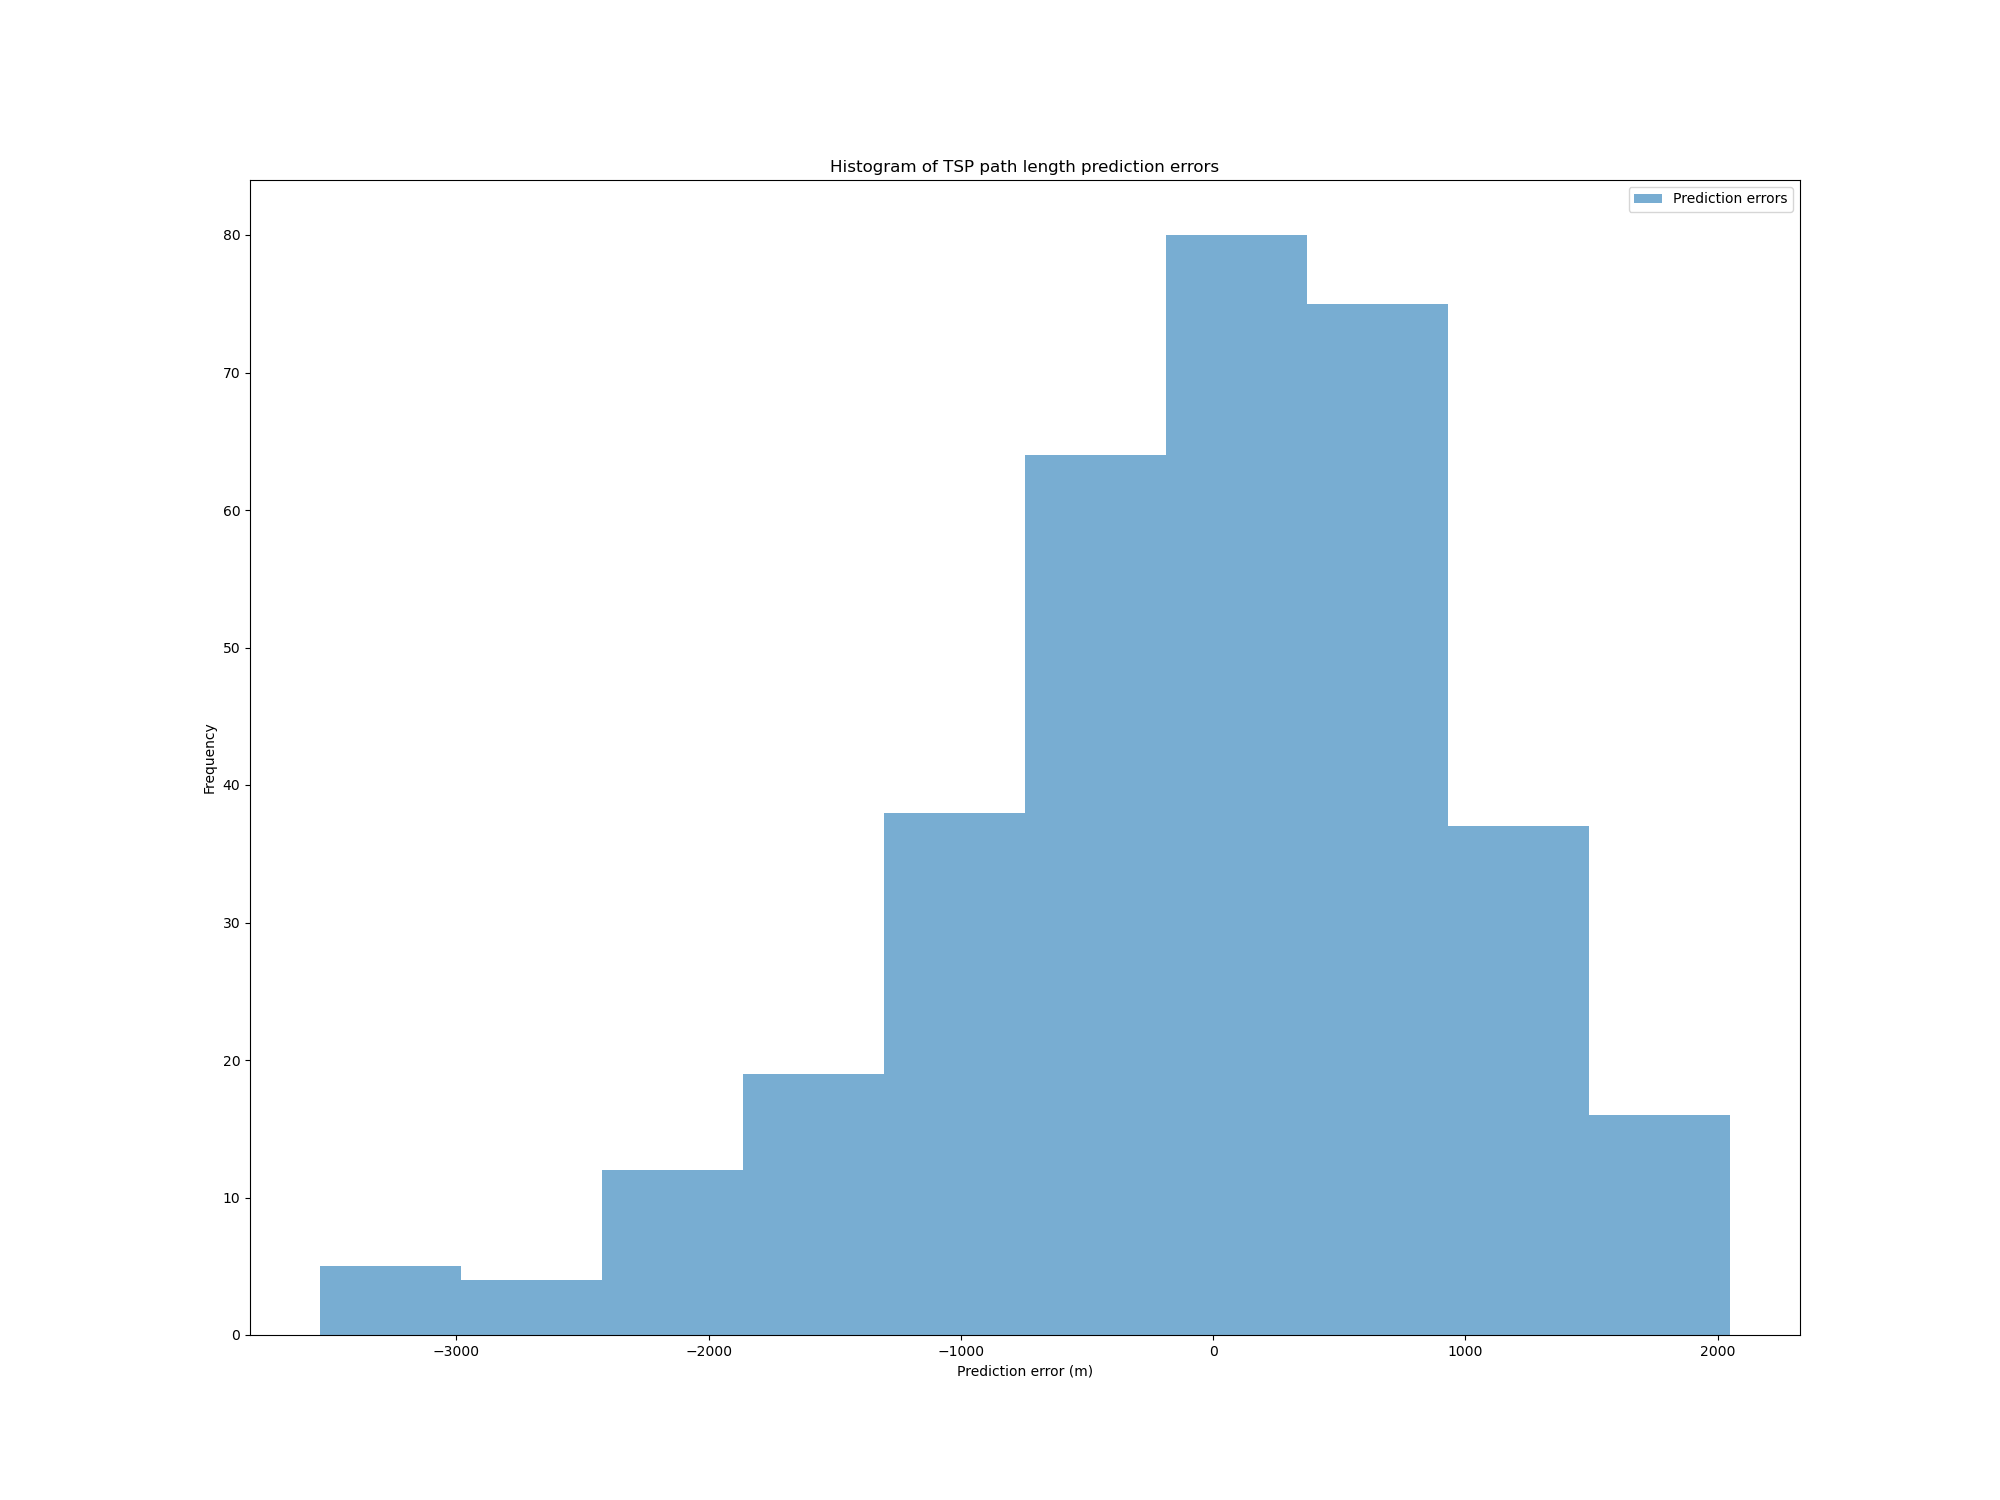 Histogram of TSP path length prediction errors
Prediction errors
80
70
60
50
40
30
20
10
0
Frequency
−3000 −2000 −1000 0 1000 2000
Prediction error (m)